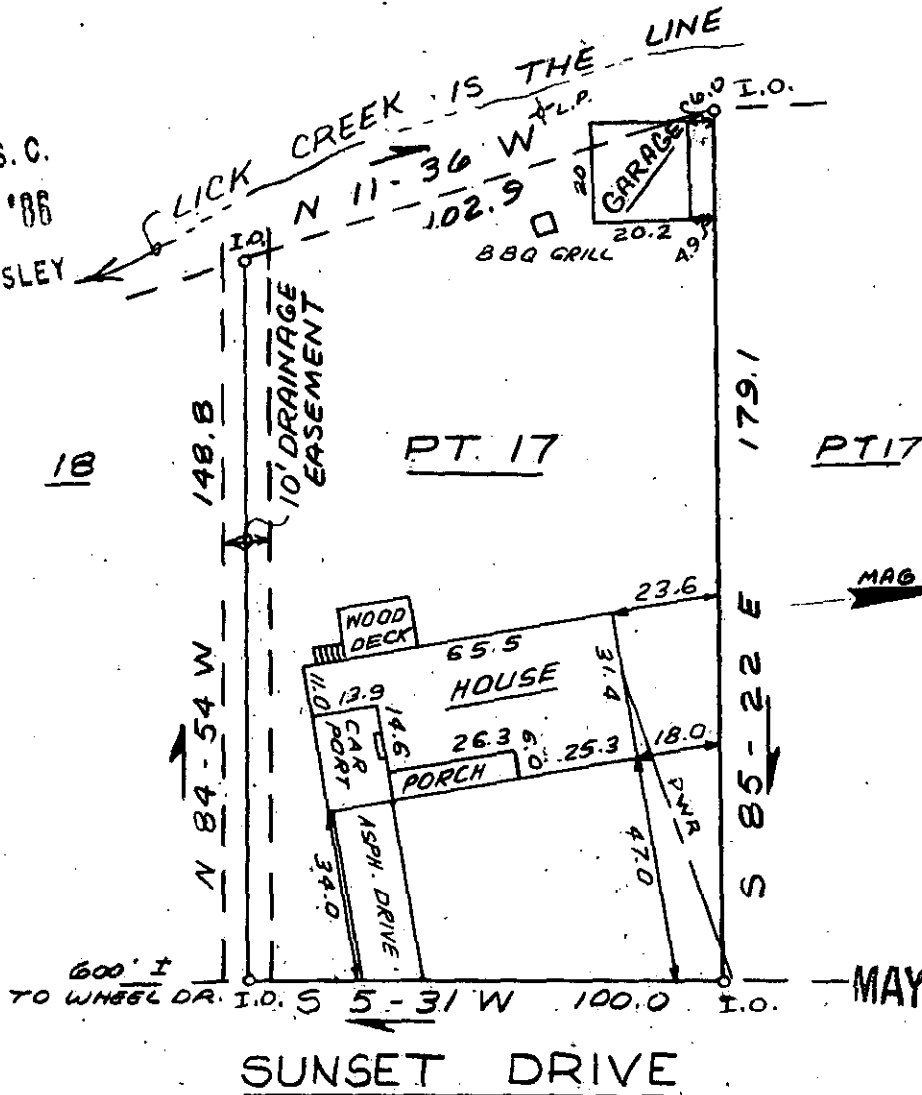 LICK CREEK IS THE LINE
S.C.
'86
SLEY
I.O.
L.P.
N 11-36 W
102.9
I.O.
GARAGE
20
20.2
4.9
BBQ GRILL
10' DRAINAGE
EASEMENT
148.8
179.1
18
PT. 17
PT 17
MAG
23.6
WOOD
DECK
65.5
HOUSE
31.4
11.0
13.9
14.6
CAR
PORT
26.3
6.0
25.3
18.0
PORCH
PWR
N 84-54 W
S 85-22 E
ASPH. DRIVE
34.0
47.0
600' ±
TO WHEEL DR.
I.O.
S 5-31 W
100.0
I.O.
MAY
SUNSET DRIVE